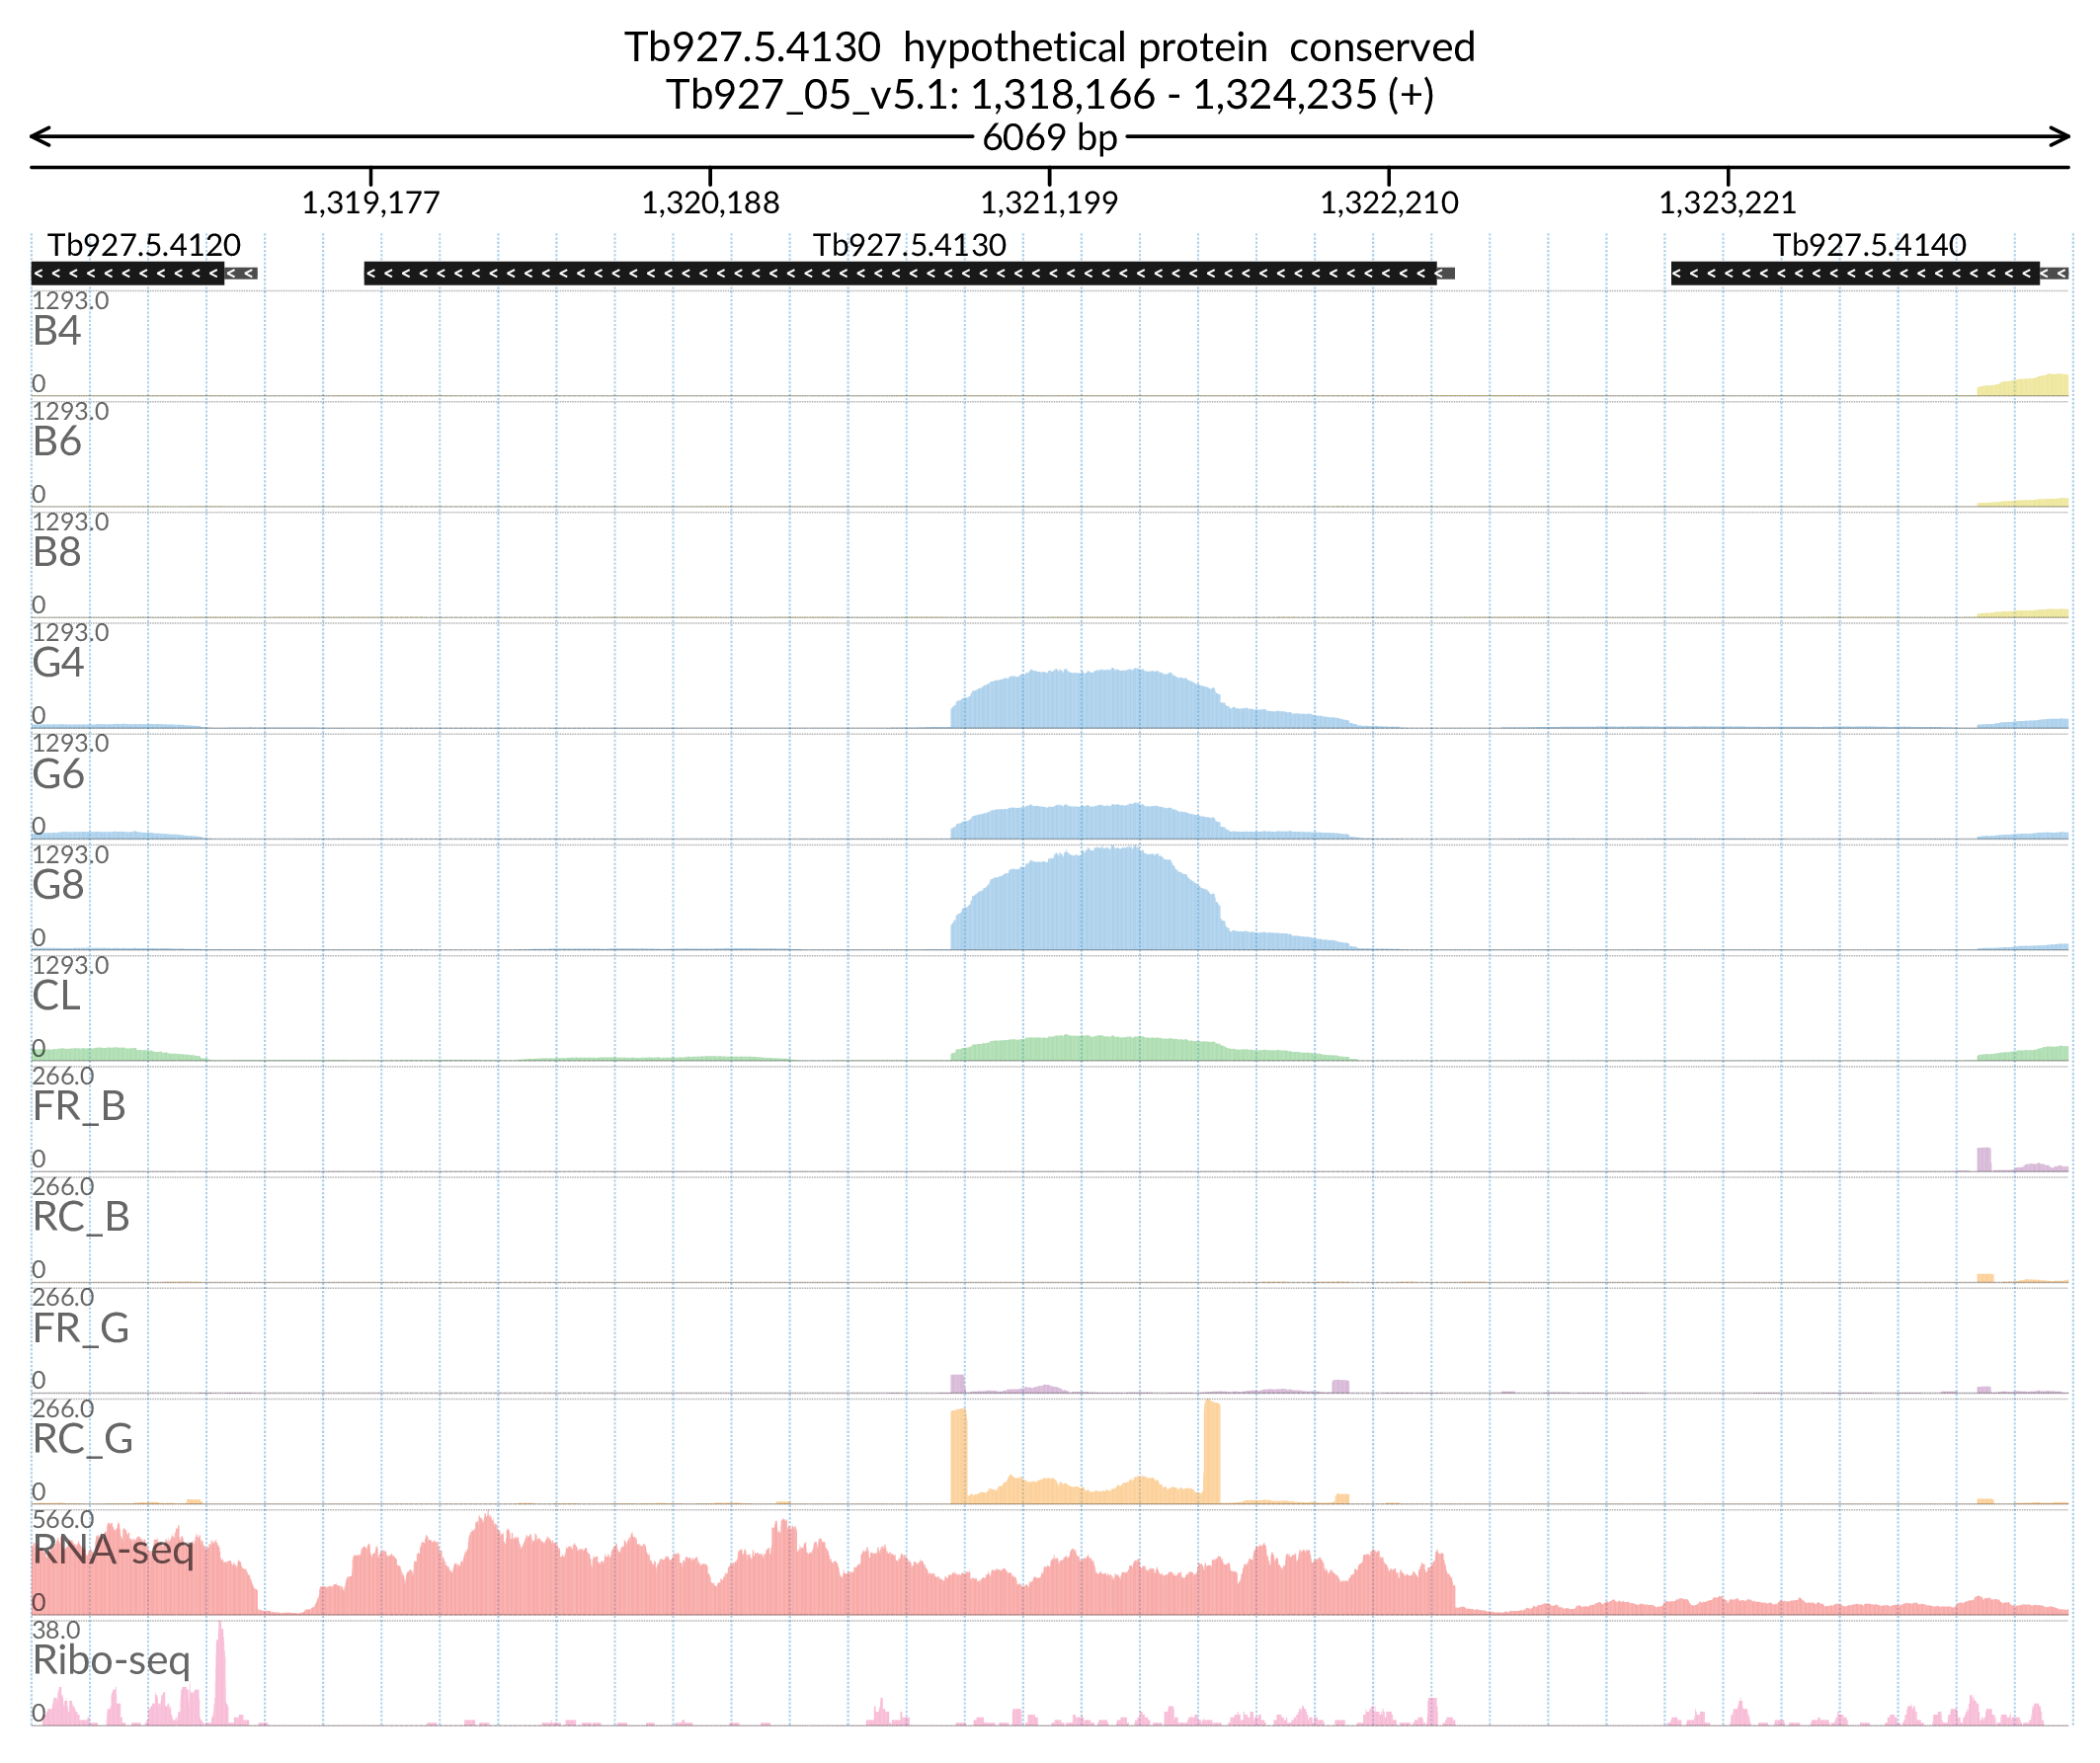 Tb927.5.4130 hypothetical protein conserved
Tb927_05_v5.1: 1,318,166 - 1,324,235 (+)
6069 bp
1,319,177 1,320,188 1,321,199 1,322,210 1,323,221
Tb927.5.4120 Tb927.5.4130 Tb927.5.4140
1293.0
B4
0
1293.0
B6
0
1293.0
B8
0
1293.0
G4
0
1293.0
G6
0
1293.0
G8
0
1293.0
CL
0
266.0
FR_B
0
266.0
RC_B
0
266.0
FR_G
0
266.0
RC_G
0
566.0
RNA-seq
0
38.0
Ribo-seq
0